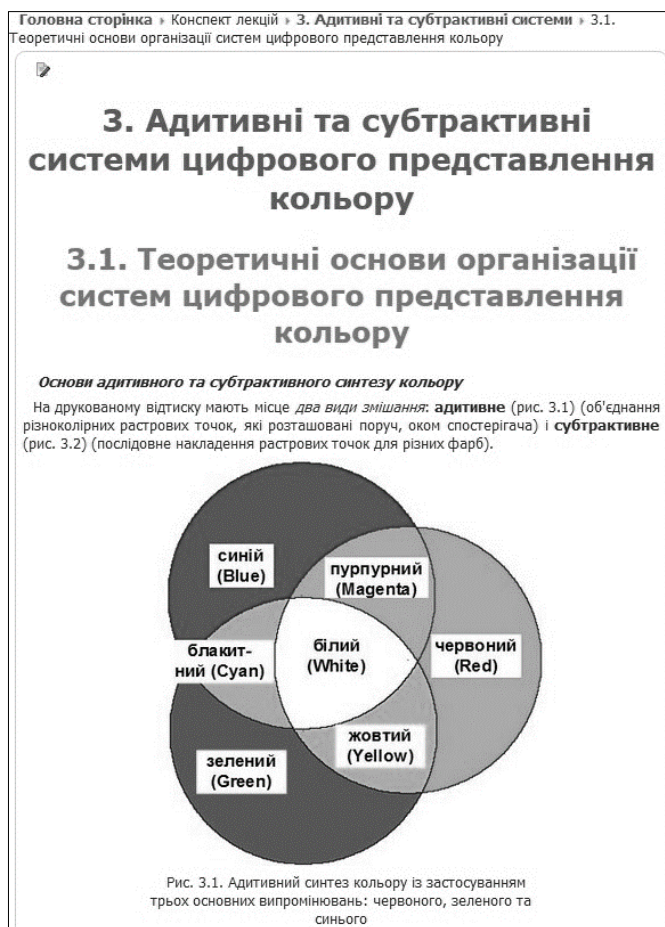 Головна сторінка › Конспект лекцій › 3. Адитивні та субтрактивні системи › 3.1.
Теоретичні основи організації систем цифрового представлення кольору
3. Адитивні та субтрактивні
системи цифрового представлення
кольору
3.1. Теоретичні основи організації
систем цифрового представлення
кольору
Основи адитивного та субтрактивного синтезу кольору
На друкованому відтиску мають місце два види змішання: адитивне (рис. 3.1) (об'єднання
різноколірних растрових точок, які розташовані поруч, оком спостерігача) і субтрактивне
(рис. 3.2) (послідовне накладення растрових точок для різних фарб).
синій
(Blue)
пурпурний
(Magenta)
блакит-
ний (Cyan)
білий
(White)
червоний
(Red)
жовтий
(Yellow)
зелений
(Green)
Рис. 3.1. Адитивний синтез кольору із застосуванням
трьох основних випромінювань: червоного, зеленого та
синього